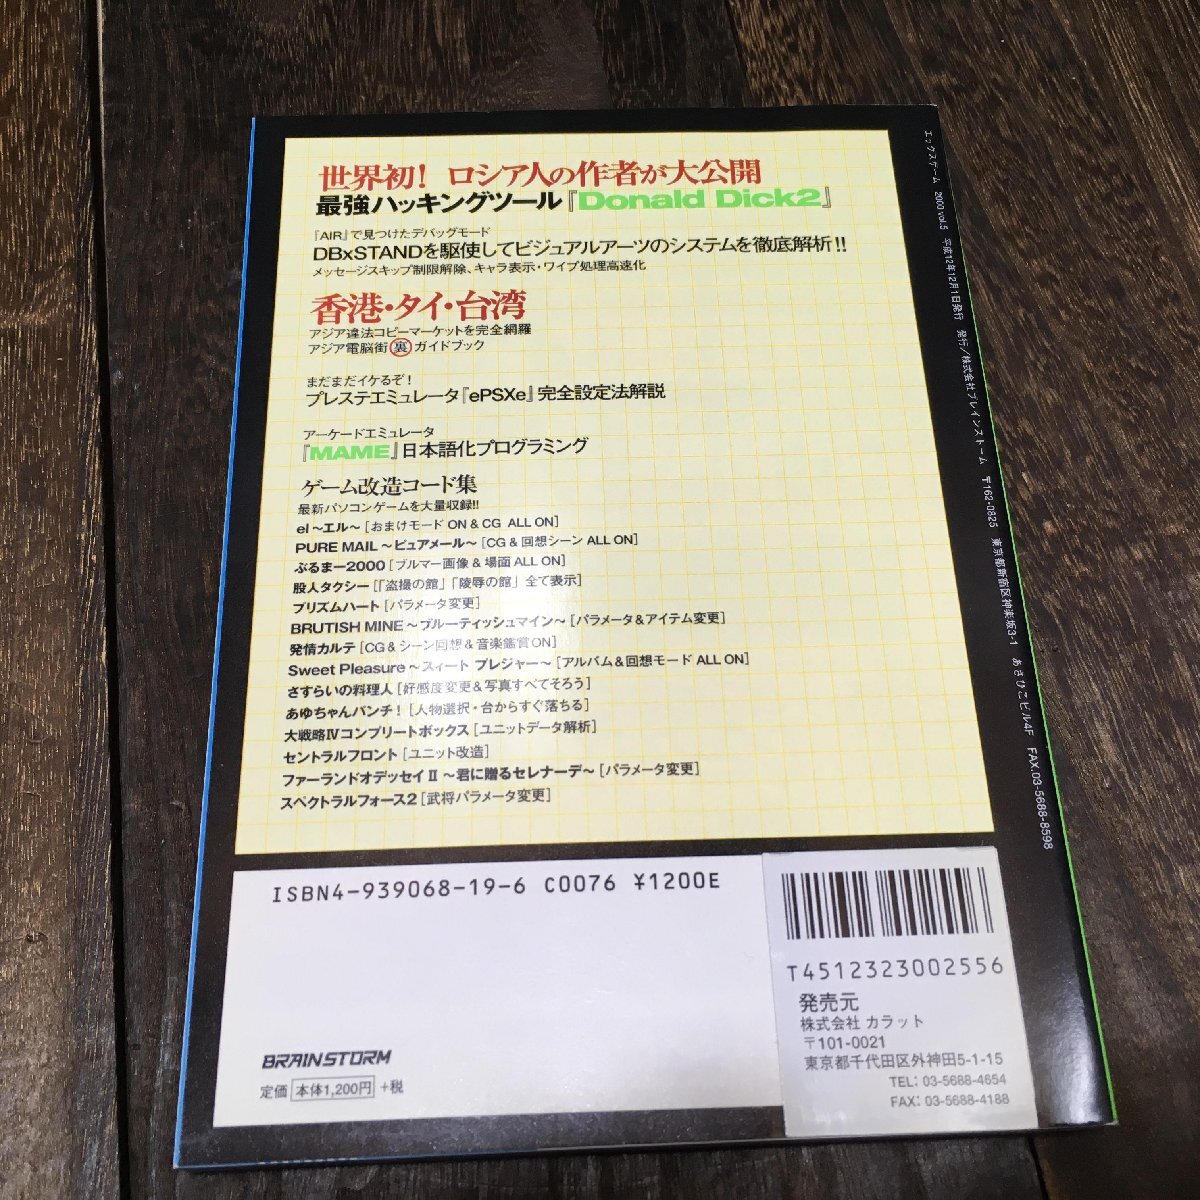 世界初! ロシア人の作者が大公開
最強ハッキングツール『Donald Dick2』
『AIR』で見つけたデバッグモード
DBxSTANDを駆使してビジュアルアーツのシステムを徹底解析!!
メッセージスキップ制限解除、キャラ表示・ワイプ処理高速化
香港・タイ・台湾
アジア違法コピーマーケットを完全網羅
アジア電脳街裏ガイドブック
まだまだイケるぞ!
プレステエミュレータ『ePSXe』完全設定法解説
アーケードエミュレータ
『MAME』日本語化プログラミング
ゲーム改造コード集
最新パソコンゲームを大量収録!!
el～エル～[おまけモード ON & CG ALL ON]
PURE MAIL～ピュアメール～[CG & 回想シーン ALL ON]
ぶるまー2000[ブルマー画像 & 場面 ALL ON]
股人タクシー[「盗撮の館」「陵辱の館」全て表示]
プリズムハート[パラメータ変更]
BRUTISH MINE～ブルーティッシュマイン～[パラメータ&アイテム変更]
発情カルテ[CG & シーン回想 & 音楽鑑賞 ON]
Sweet Pleasure～スィート プレジャー～[アルバム&回想モード ALL ON]
さすらいの料理人[好感度変更&写真すべてそろう]
あゆちゃんパンチ![人物選択・台からすぐ落ちる]
大戦略Ⅳコンプリートボックス[ユニットデータ解析]
セントラルフロント[ユニット改造]
ファーランドオデッセイⅡ～君に贈るセレナーデ～[パラメータ変更]
スペクトラルフォース2[武将パラメータ変更]
エックスゲーム 2000 vol.5 平成12年12月1日発行 発行/株式会社ブレインストーム 〒162-0825 東京都新宿区神楽坂3-1 あさひこビル4F FAX.03-5688-8598
ISBN4-939068-19-6 C0076 ¥1200E
BRAINSTORM
定価 本体1,200円 +税
T4512323002556
発売元
株式会社 カラット
〒101-0021
東京都千代田区外神田5-1-15
TEL: 03-5688-4654
FAX: 03-5688-4188